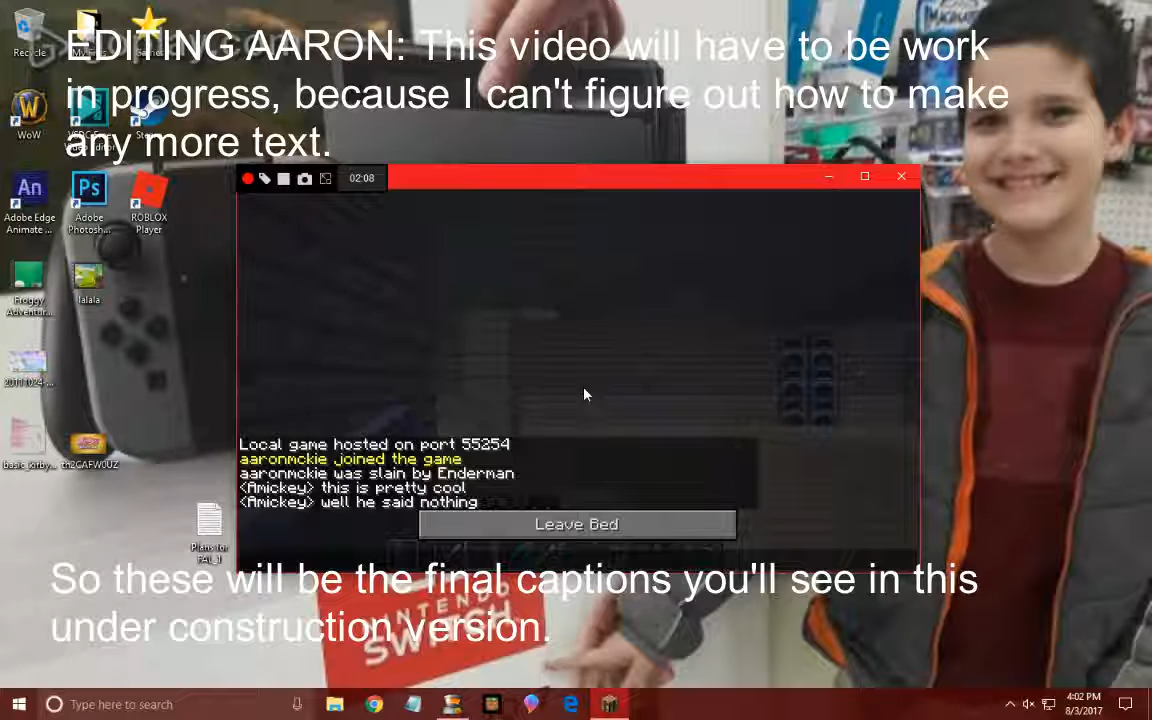 EDITING AARON: This video will have to be work
in progress, because I can't figure out how to make
any more text.
Recycle
WoW
An
Ps
Adobe Edge
Animate ...
Adobe
Photosh...
ROBLOX
Player
Froggy
Adventur...
lalala
20111024-...
th2GAFW0UZ
02:08
Local game hosted on port 55254
aaronmckie joined the game
aaronmckie was slain by Enderman
<Amickey> this is pretty cool
<Amickey> well he said nothing
Leave Bed
Plans for
So these will be the final captions you'll see in this
under construction version.
NINTENDO
SWITCH
Type here to search
4:02 PM
8/3/2017